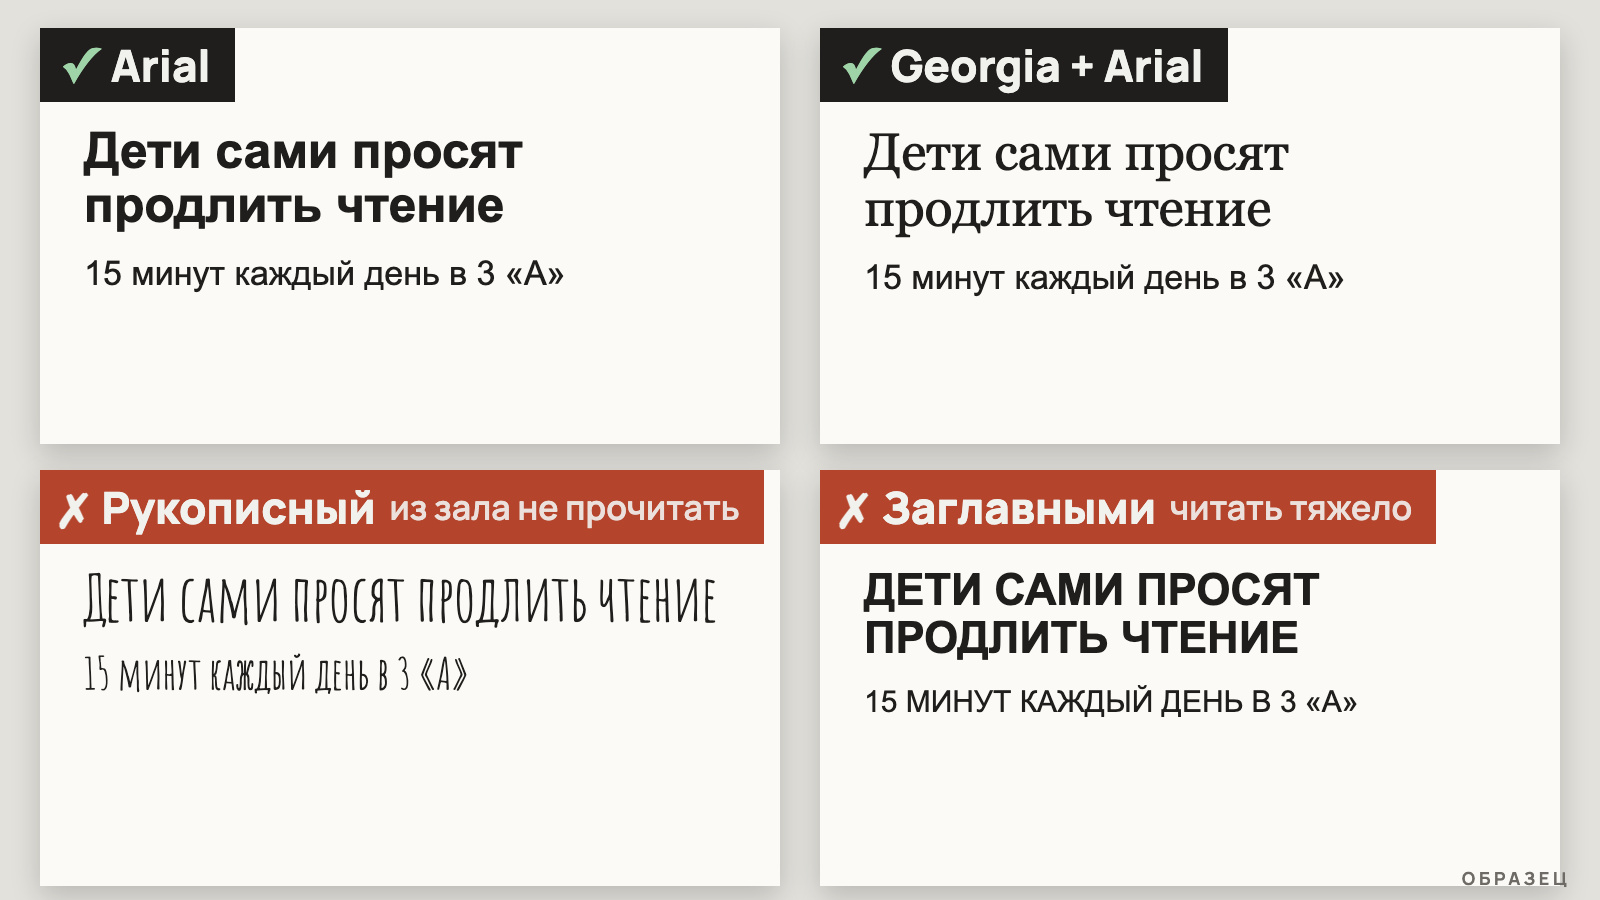 ✓ Arial
Дети сами просят
продлить чтение
15 минут каждый день в 3 «А»
✓ Georgia + Arial
Дети сами просят
продлить чтение
15 минут каждый день в 3 «А»
✗ Рукописный из зала не прочитать
Дети сами просят продлить чтение
15 минут каждый день в 3 «А»
✗ Заглавными читать тяжело
ДЕТИ САМИ ПРОСЯТ
ПРОДЛИТЬ ЧТЕНИЕ
15 МИНУТ КАЖДЫЙ ДЕНЬ В 3 «А»
ОБРАЗЕЦ